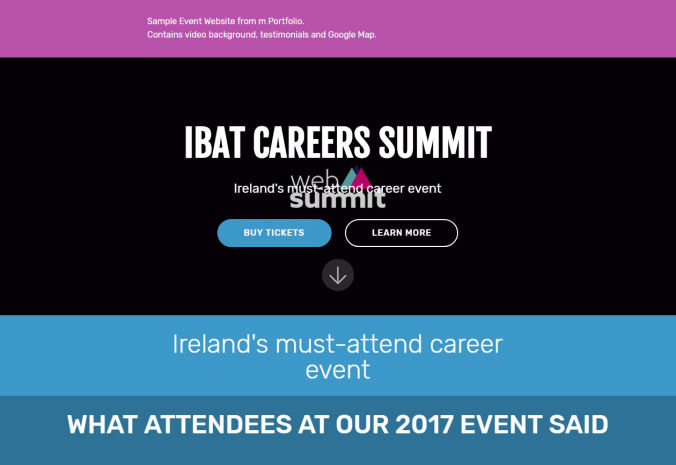 Sample Event Website from m Portfolio.
Contains video background, testimonials and Google Map.
IBAT CAREERS SUMMIT
web
Ireland's must-attend career event
summit
BUY TICKETS
LEARN MORE
Ireland's must-attend career
event
WHAT ATTENDEES AT OUR 2017 EVENT SAID